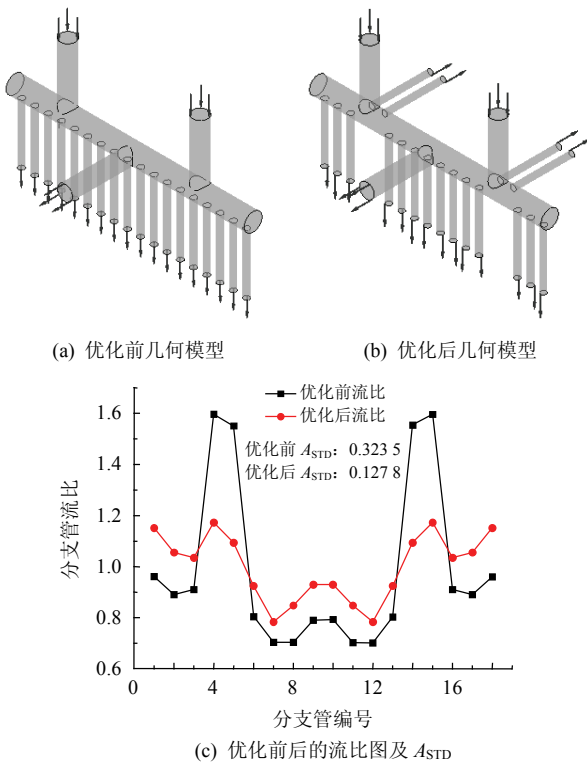 (a) 优化前几何模型
(b) 优化后几何模型
优化前流比
优化后流比
优化前 ASTD：0.323 5
优化后 ASTD：0.127 8
分支管流比
1.6
1.4
1.2
1.0
0.8
0.6
0
4
8
12
16
分支管编号
(c) 优化前后的流比图及 ASTD